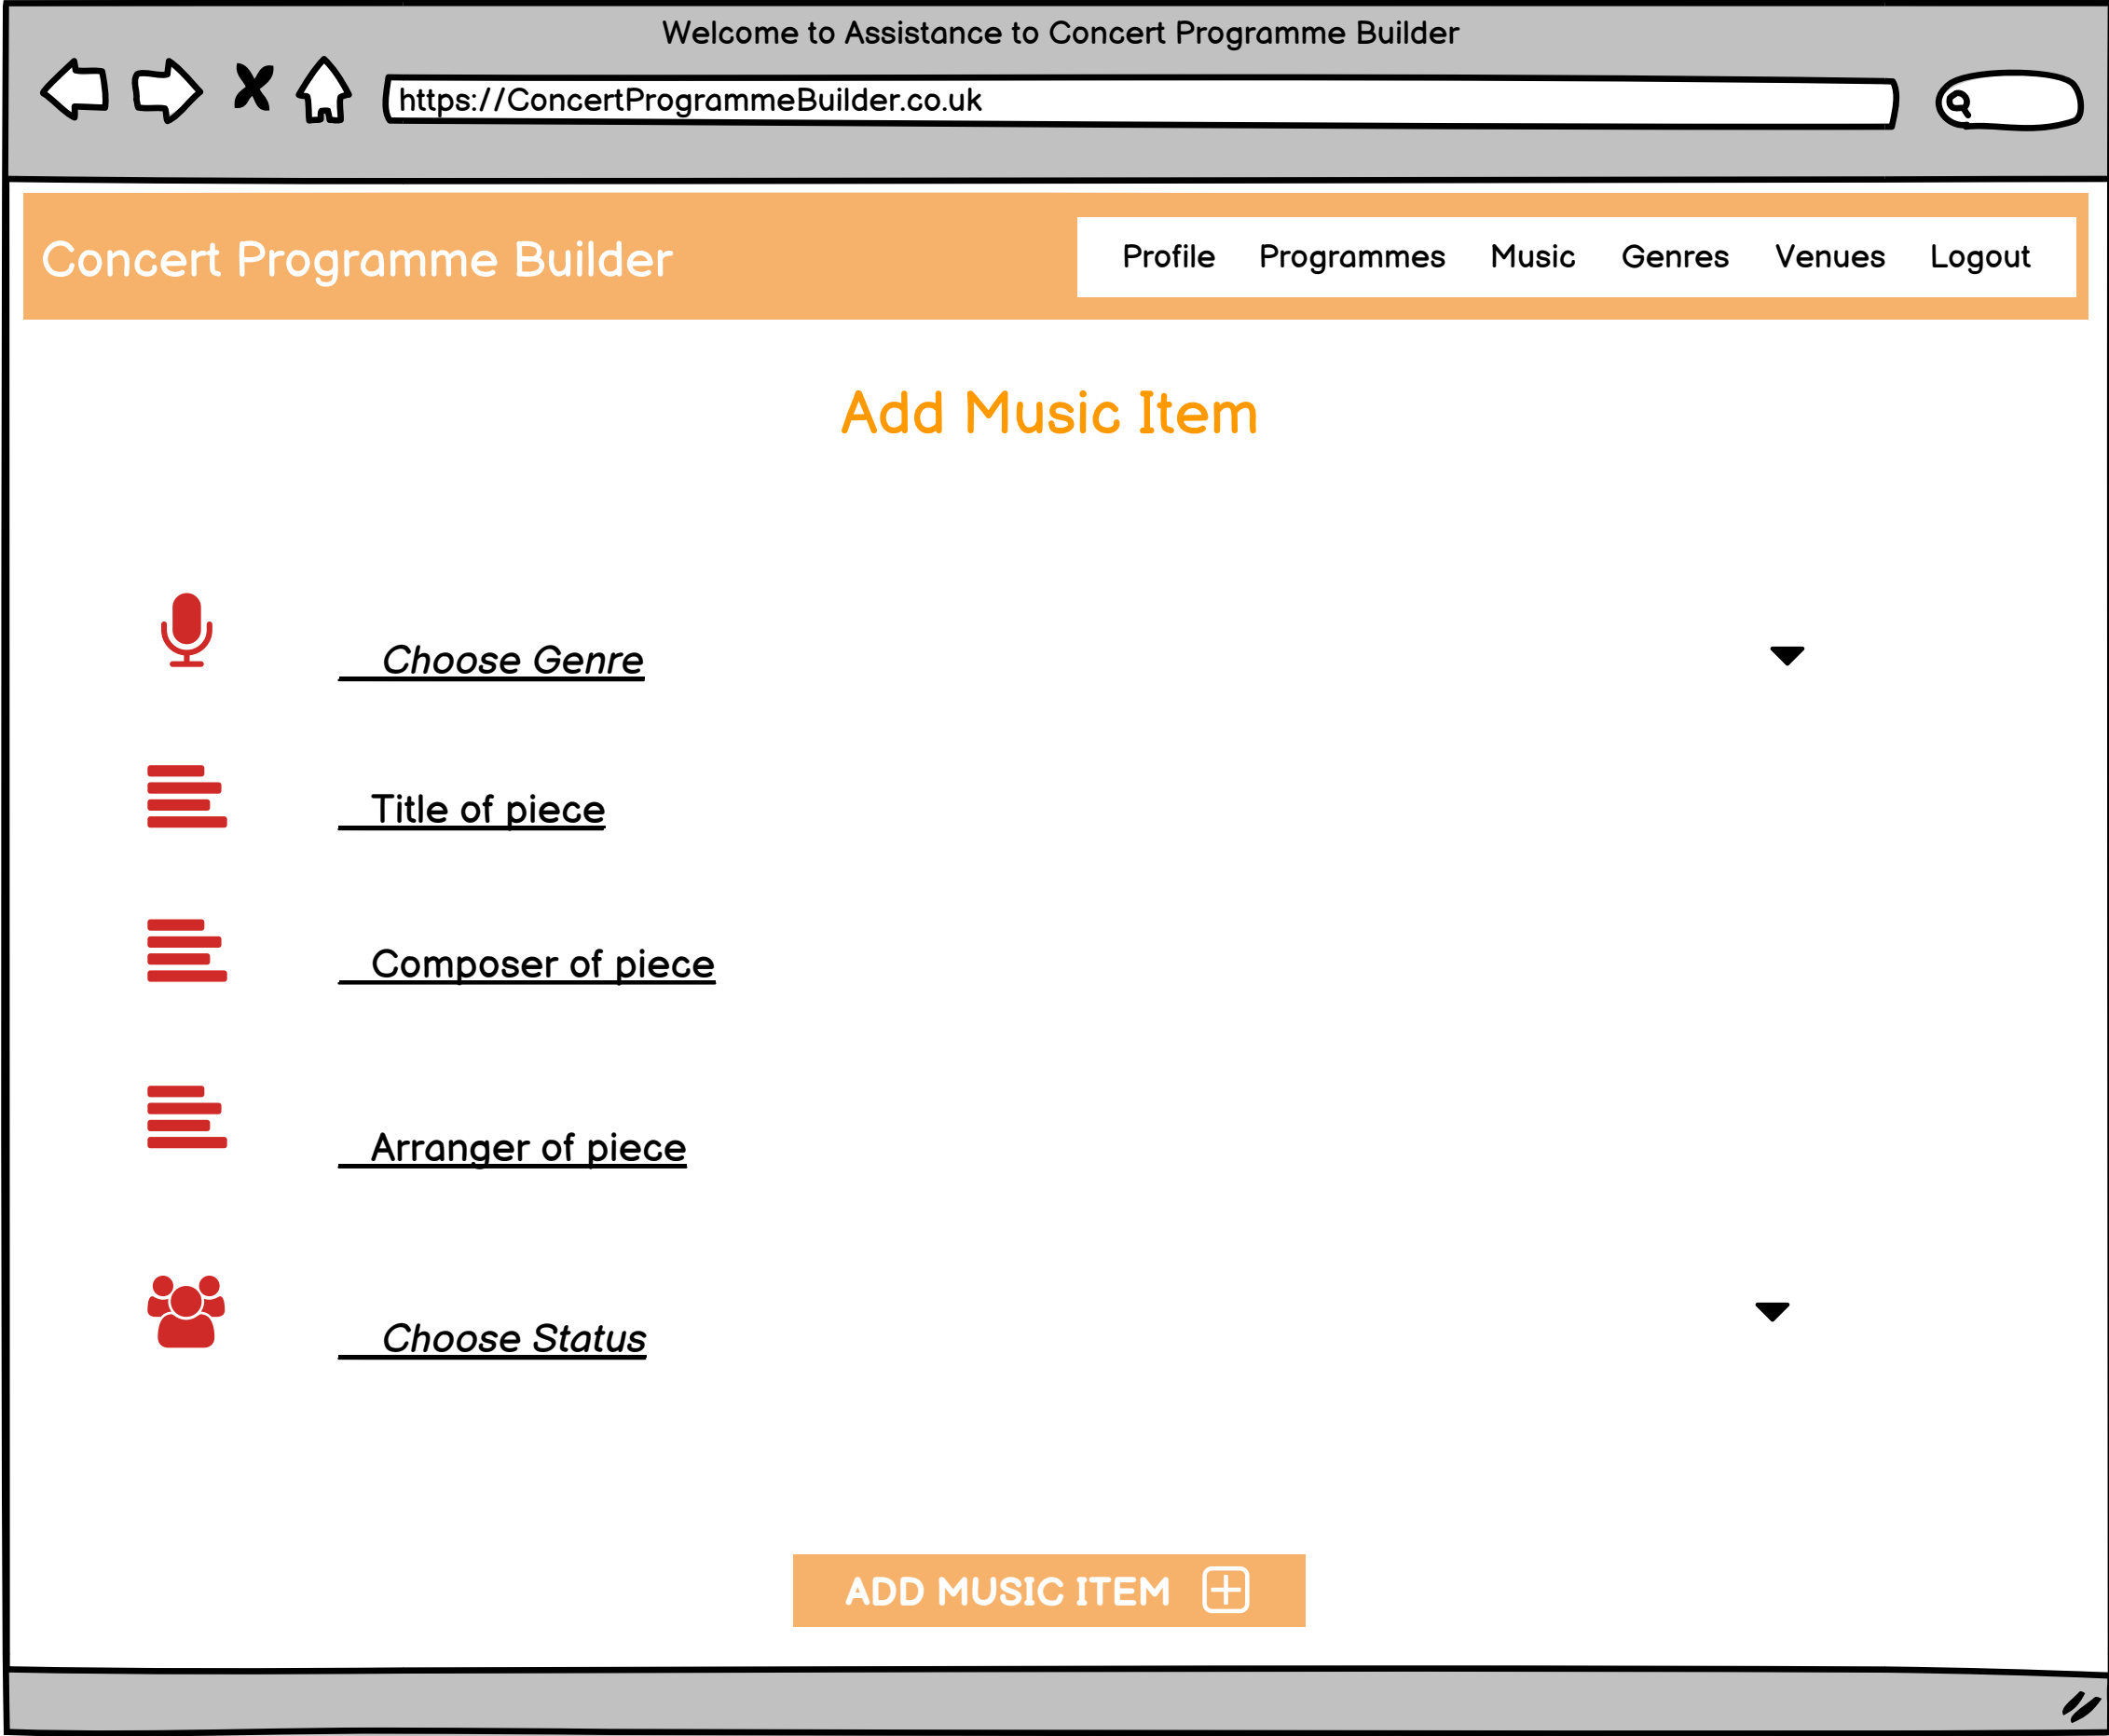 Welcome to Assistance to Concert Programme Builder
https://ConcertProgrammeBuilder.co.uk
Concert Programme Builder
Profile Programmes Music Genres Venues Logout
Add Music Item
Choose Genre
Title of piece
Composer of piece
Arranger of piece
Choose Status
ADD MUSIC ITEM